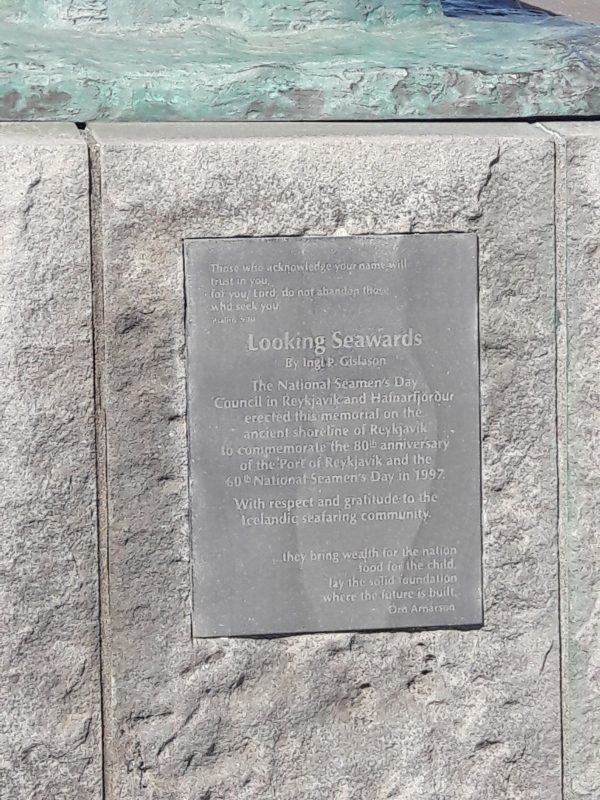 Those who acknowledge your name will
trust in you,
for you, Lord, do not abandon those
who seek you.
Psalms 9:10
Looking Seawards
By Ingi P. Gíslason
The National Seamen's Day
Council in Reykjavík and Hafnarfjörður
erected this memorial on the
ancient shoreline of Reykjavík
to commemorate the 80th anniversary
of the Port of Reykjavík and the
60th National Seamen's Day in 1997.
With respect and gratitude to the
Icelandic seafaring community.
...they bring wealth for the nation
food for the child,
lay the solid foundation
where the future is built.
Örn Arnarson